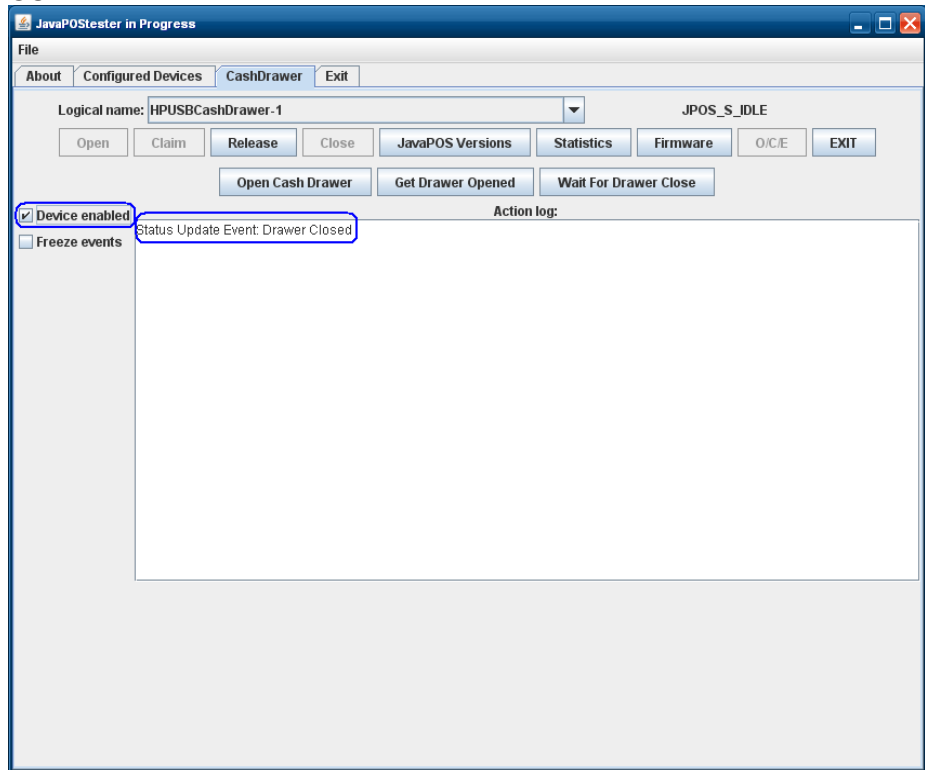 JavaPOStester in Progress
File
About Configured Devices CashDrawer Exit
Logical name: HPUSBCashDrawer-1 JPOS_S_IDLE
Open Claim Release Close JavaPOS Versions Statistics Firmware O/C/E EXIT
Open Cash Drawer Get Drawer Opened Wait For Drawer Close
Device enabled Action log:
Status Update Event: Drawer Closed
Freeze events